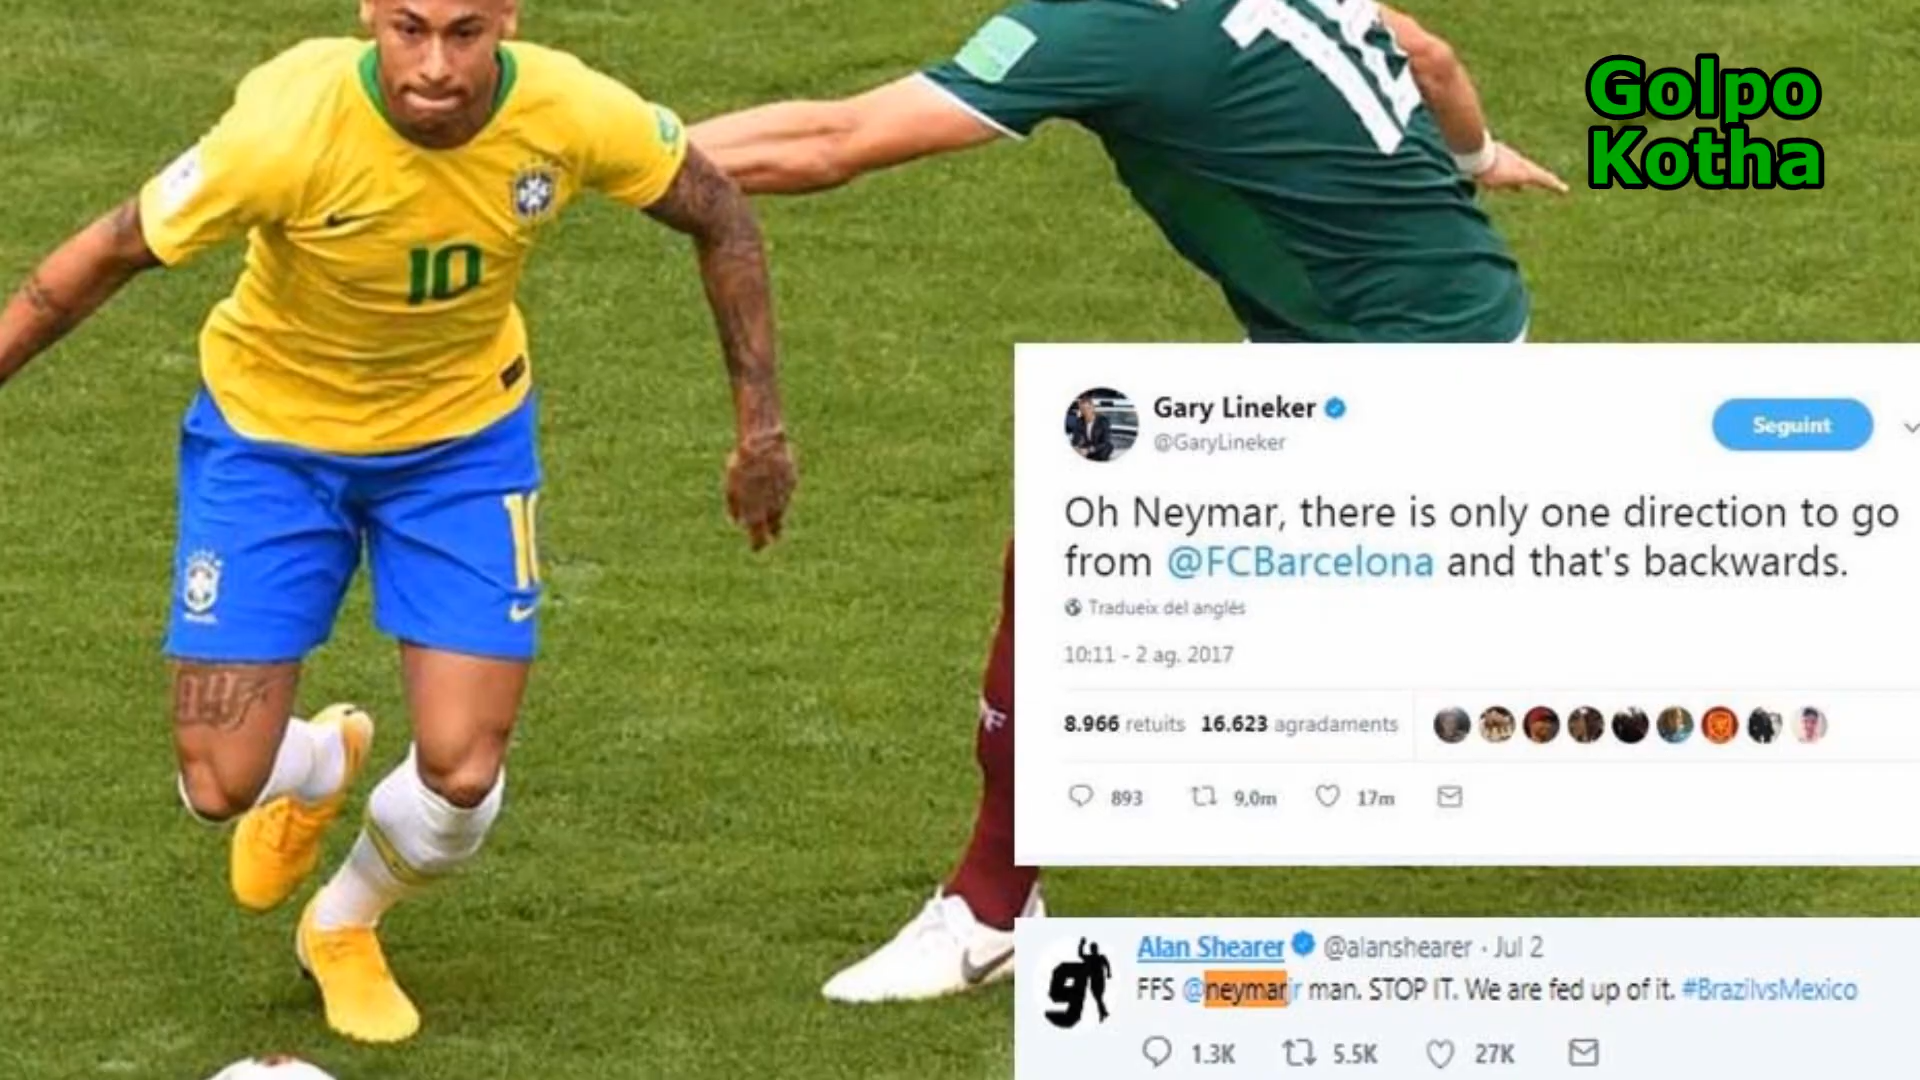 Golpo
Kotha
10
10
Gary Lineker
@GaryLineker
Seguint
Oh Neymar, there is only one direction to go
from @FCBarcelona and that's backwards.
Tradueix del anglès
10:11 - 2 ag. 2017
8.966 retuits 16.623 agradaments
893 9,0m 17m
Alan Shearer @alanshearer · Jul 2
FFS @neymarjr man. STOP IT. We are fed up of it. #BrazilvsMexico
1.3K 5.5K 27K